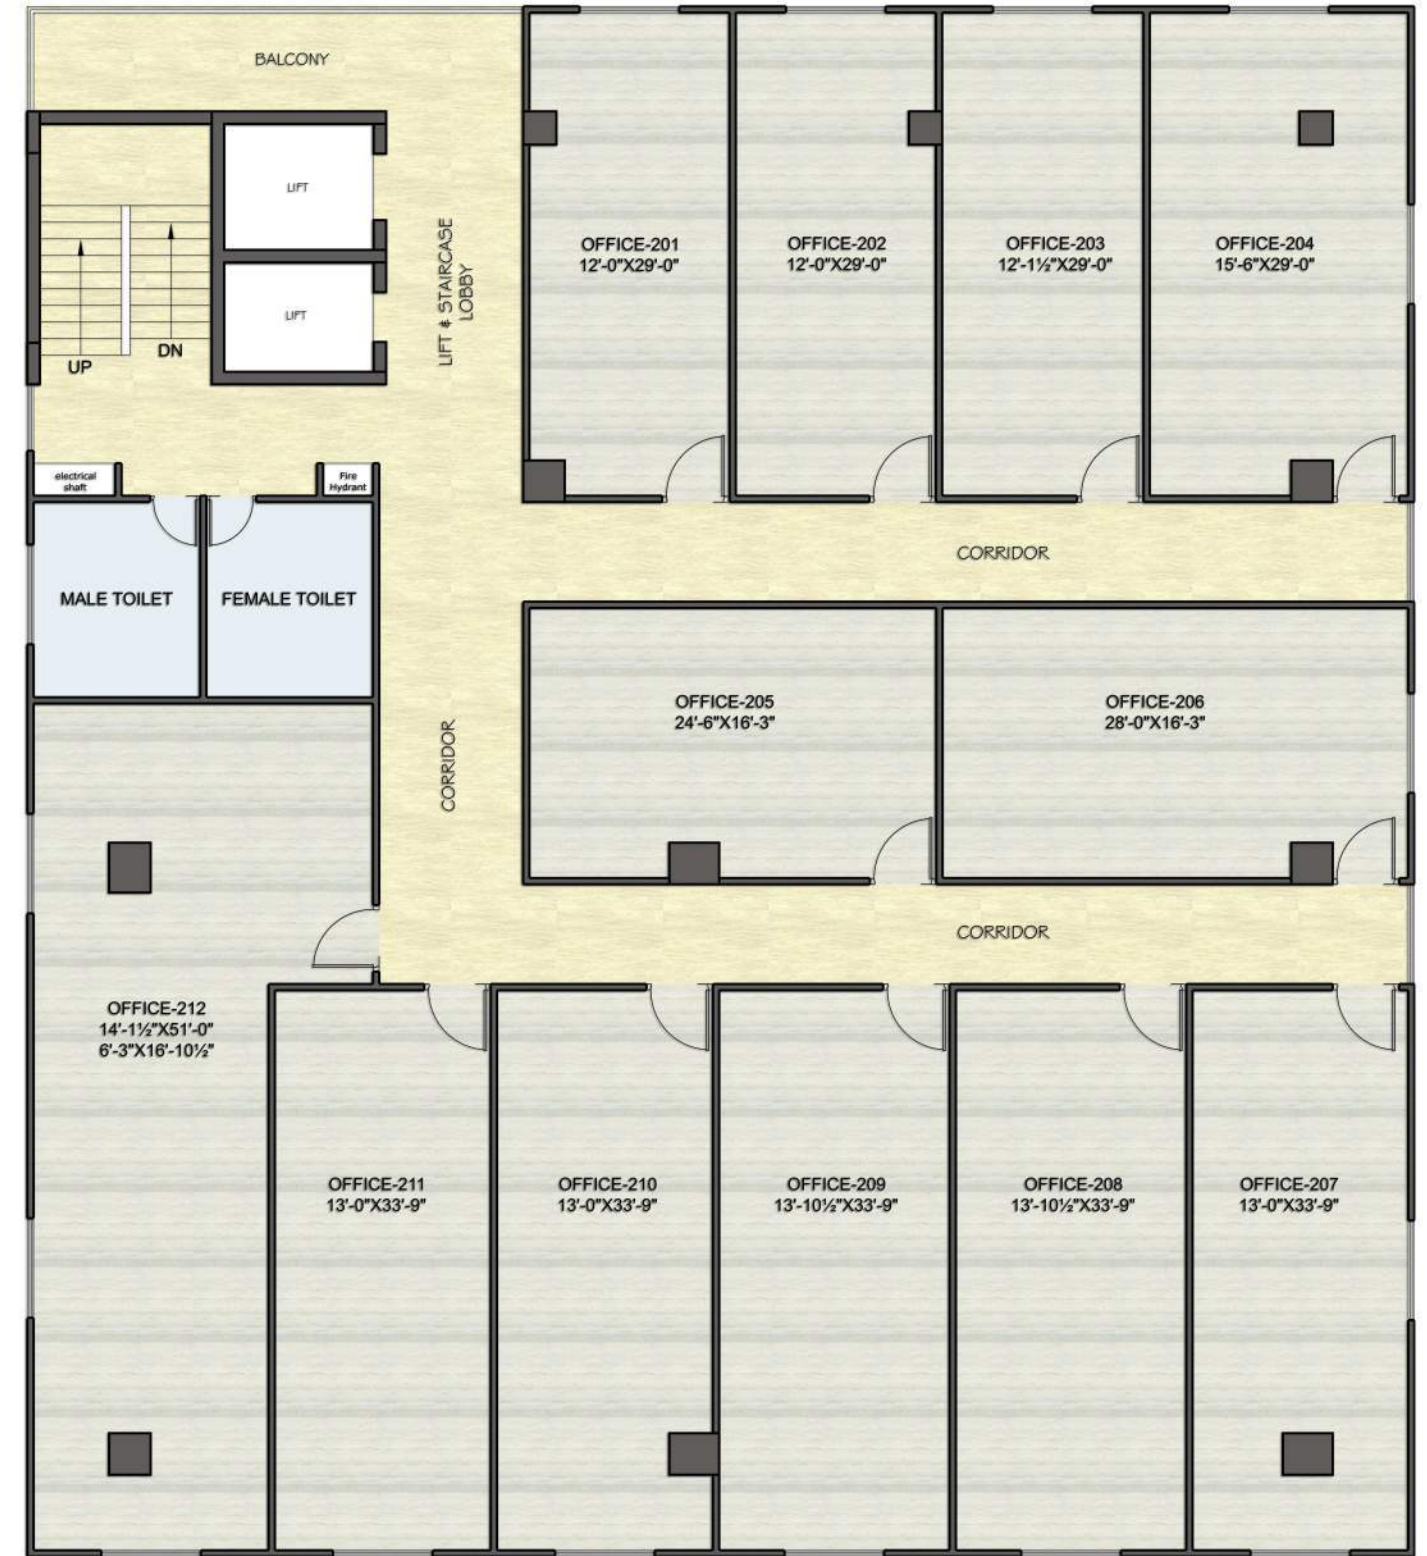 BALCONY
LIFT
LIFT
LIFT & STAIRCASE
LOBBY
UP
DN
OFFICE-201
12'-0"X29'-0"
OFFICE-202
12'-0"X29'-0"
OFFICE-203
12'-1½"X29'-0"
OFFICE-204
15'-6"X29'-0"
electrical
shaft
Fire
Hydrant
MALE TOILET
FEMALE TOILET
CORRIDOR
OFFICE-205
24'-6"X16'-3"
OFFICE-206
28'-0"X16'-3"
CORRIDOR
CORRIDOR
OFFICE-212
14'-1½"X51'-0"
6'-3"X16'-10½"
OFFICE-211
13'-0"X33'-9"
OFFICE-210
13'-0"X33'-9"
OFFICE-209
13'-10½"X33'-9"
OFFICE-208
13'-10½"X33'-9"
OFFICE-207
13'-0"X33'-9"